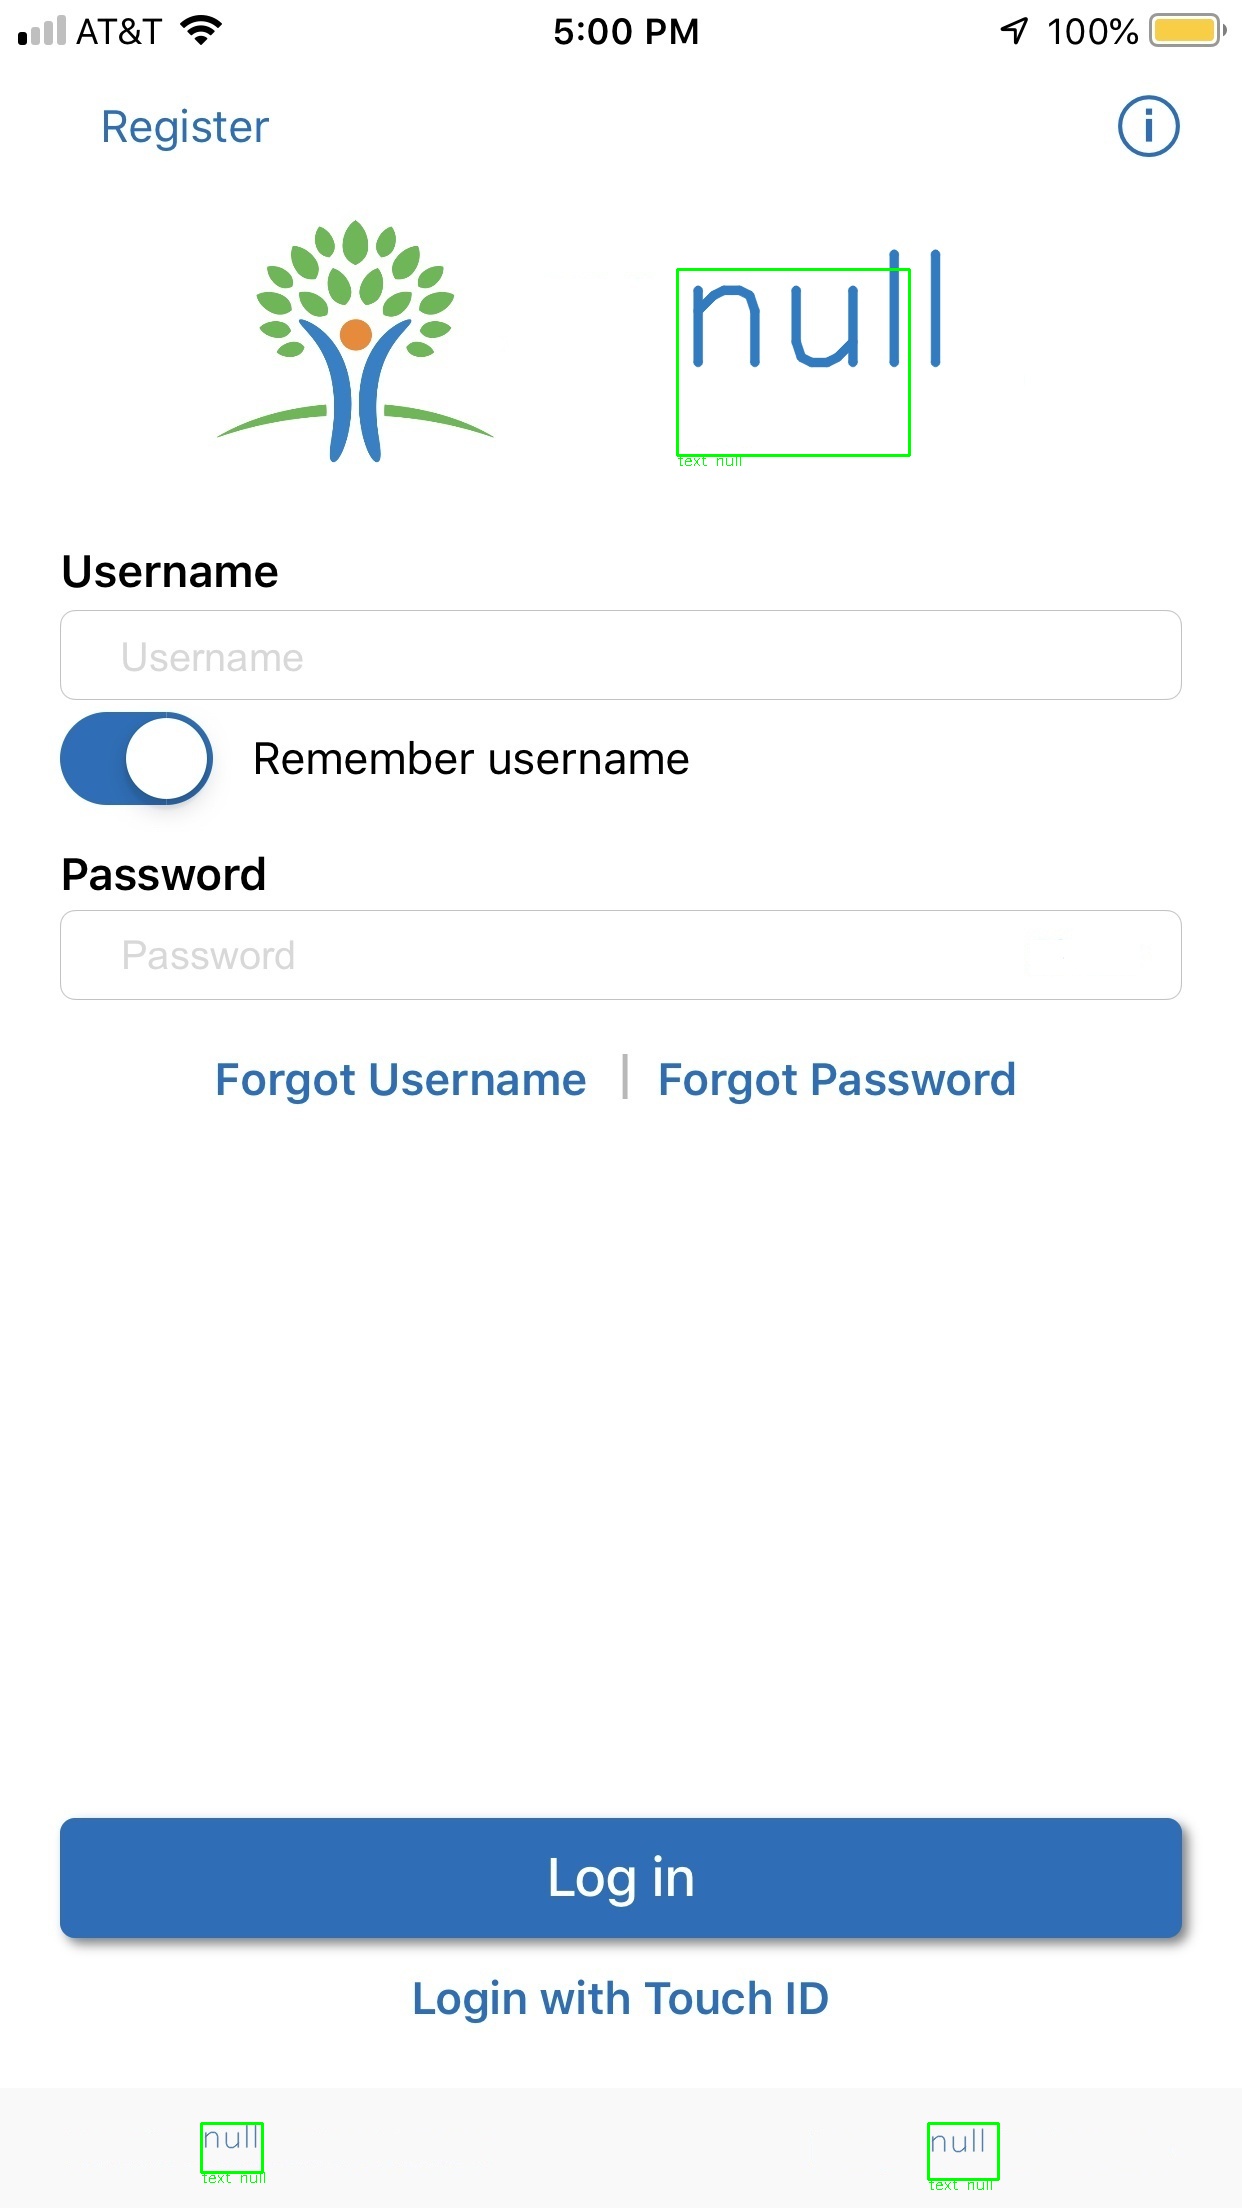 AT&T 5:00 PM 100%
Register
null
text null
Username
Username
Remember username
Password
Password
Forgot Username | Forgot Password
Log in
Login with Touch ID
null null
text null text null